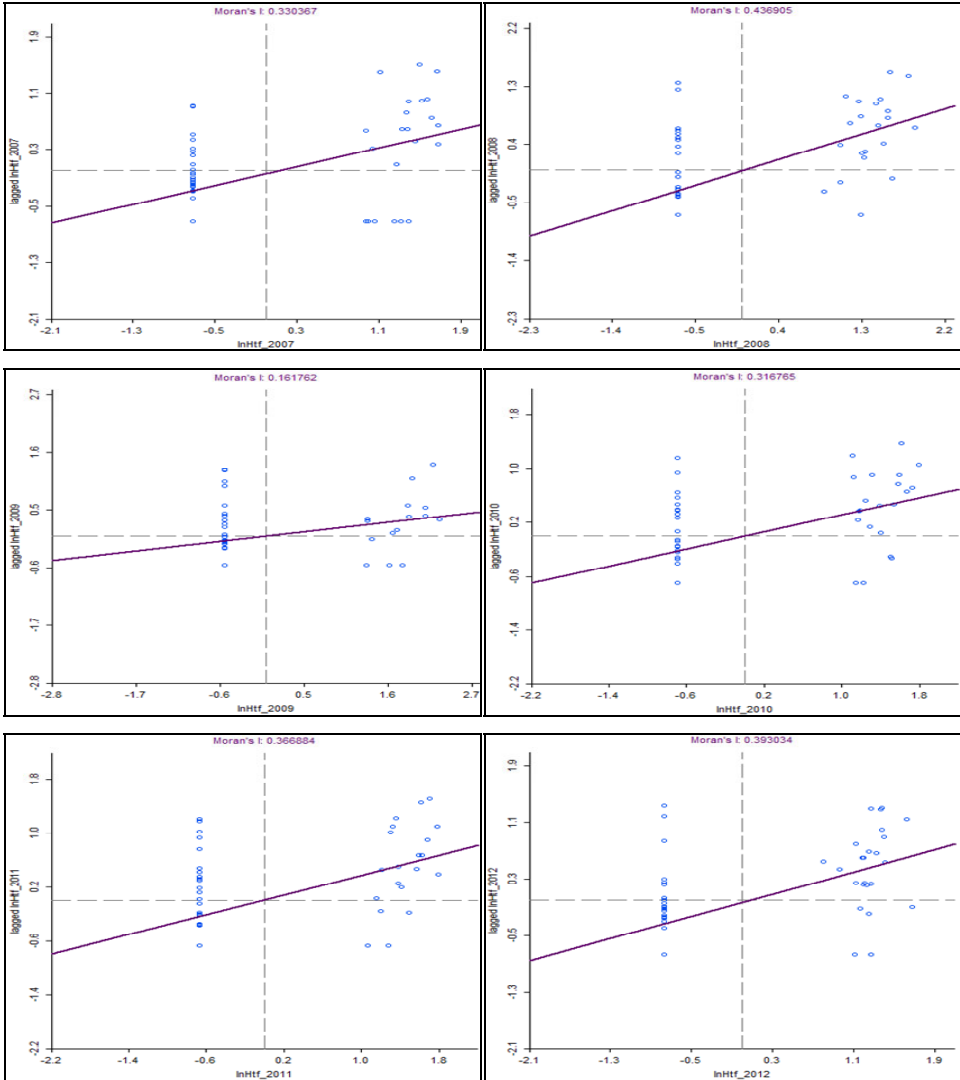 Moran's I: 0.330367
1.9
1.1
0.3
-0.5
-1.3
-2.1
lagged lnHtf_2007
-2.1 -1.3 -0.5 0.3 1.1 1.9
lnHtf_2007
Moran's I: 0.436905
2.2
1.3
0.4
-0.5
-1.4
-2.3
lagged lnHtf_2008
-2.3 -1.4 -0.5 0.4 1.3 2.2
lnHtf_2008
Moran's I: 0.161762
2.7
1.6
0.5
-0.6
-1.7
-2.8
lagged lnHtf_2009
-2.8 -1.7 -0.6 0.5 1.6 2.7
lnHtf_2009
Moran's I: 0.316765
1.8
1.0
0.2
-0.6
-1.4
-2.2
lagged lnHtf_2010
-2.2 -1.4 -0.6 0.2 1.0 1.8
lnHtf_2010
Moran's I: 0.366884
1.8
1.0
0.2
-0.6
-1.4
-2.2
lagged lnHtf_2011
-2.2 -1.4 -0.6 0.2 1.0 1.8
lnHtf_2011
Moran's I: 0.393034
1.9
1.1
0.3
-0.5
-1.3
-2.1
lagged lnHtf_2012
-2.1 -1.3 -0.5 0.3 1.1 1.9
lnHtf_2012